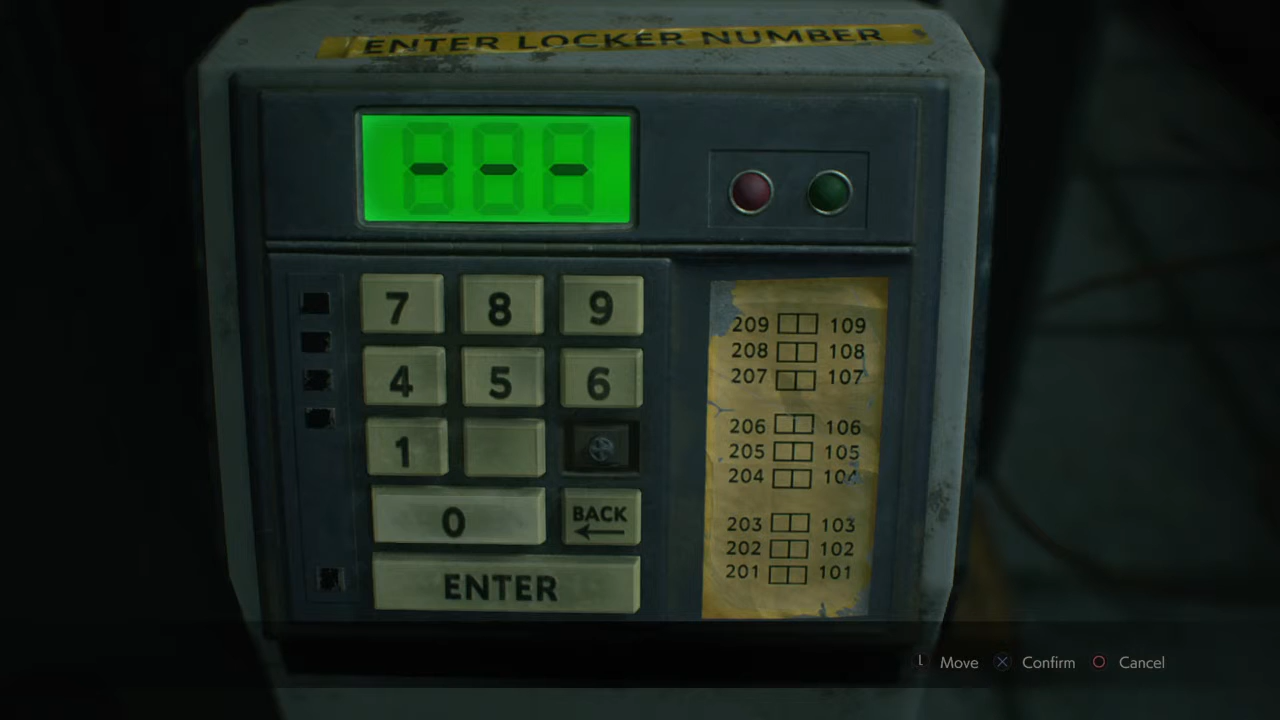 ENTER LOCKER NUMBER
- - -
7 8 9
4 5 6
1
0 BACK
ENTER
209 109
208 108
207 107
206 106
205 105
204 104
203 103
202 102
201 101
L Move Confirm Cancel